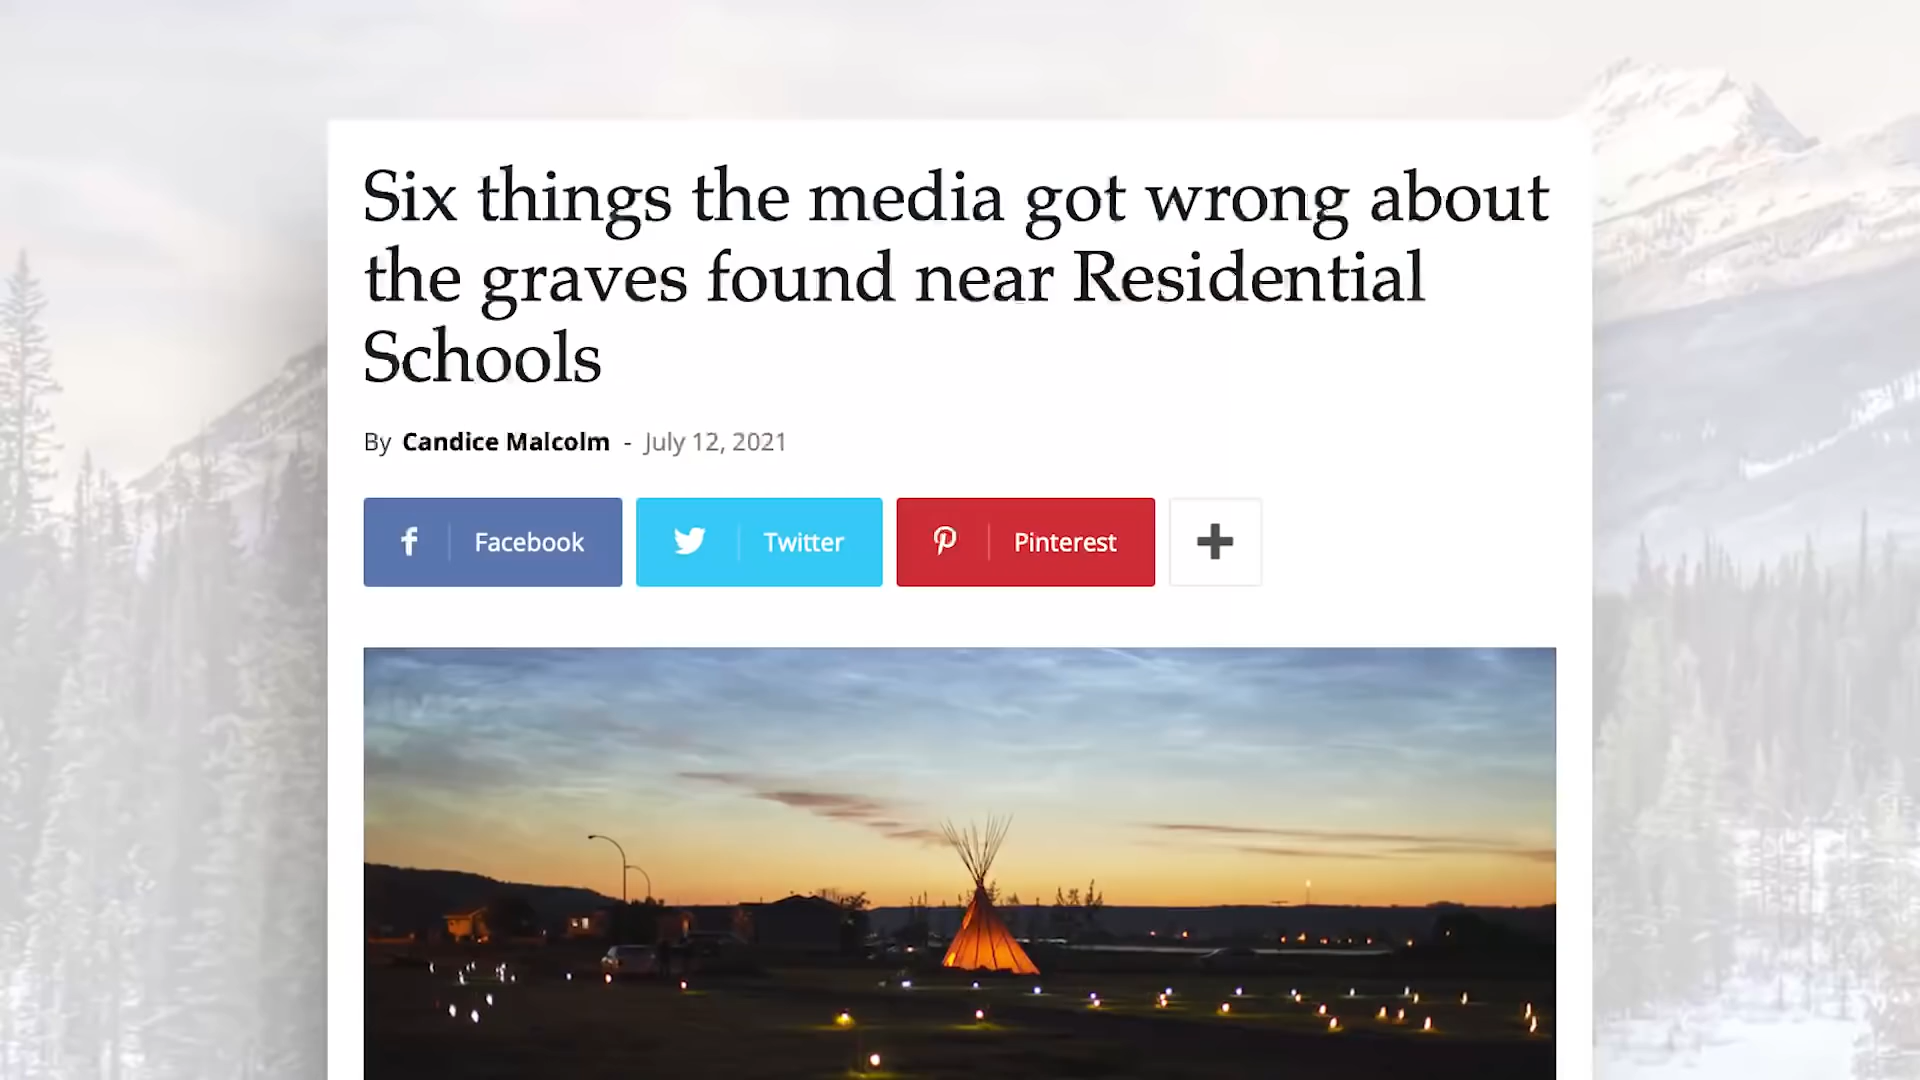 Six things the media got wrong about
the graves found near Residential
Schools
By Candice Malcolm - July 12, 2021
Facebook
Twitter
Pinterest